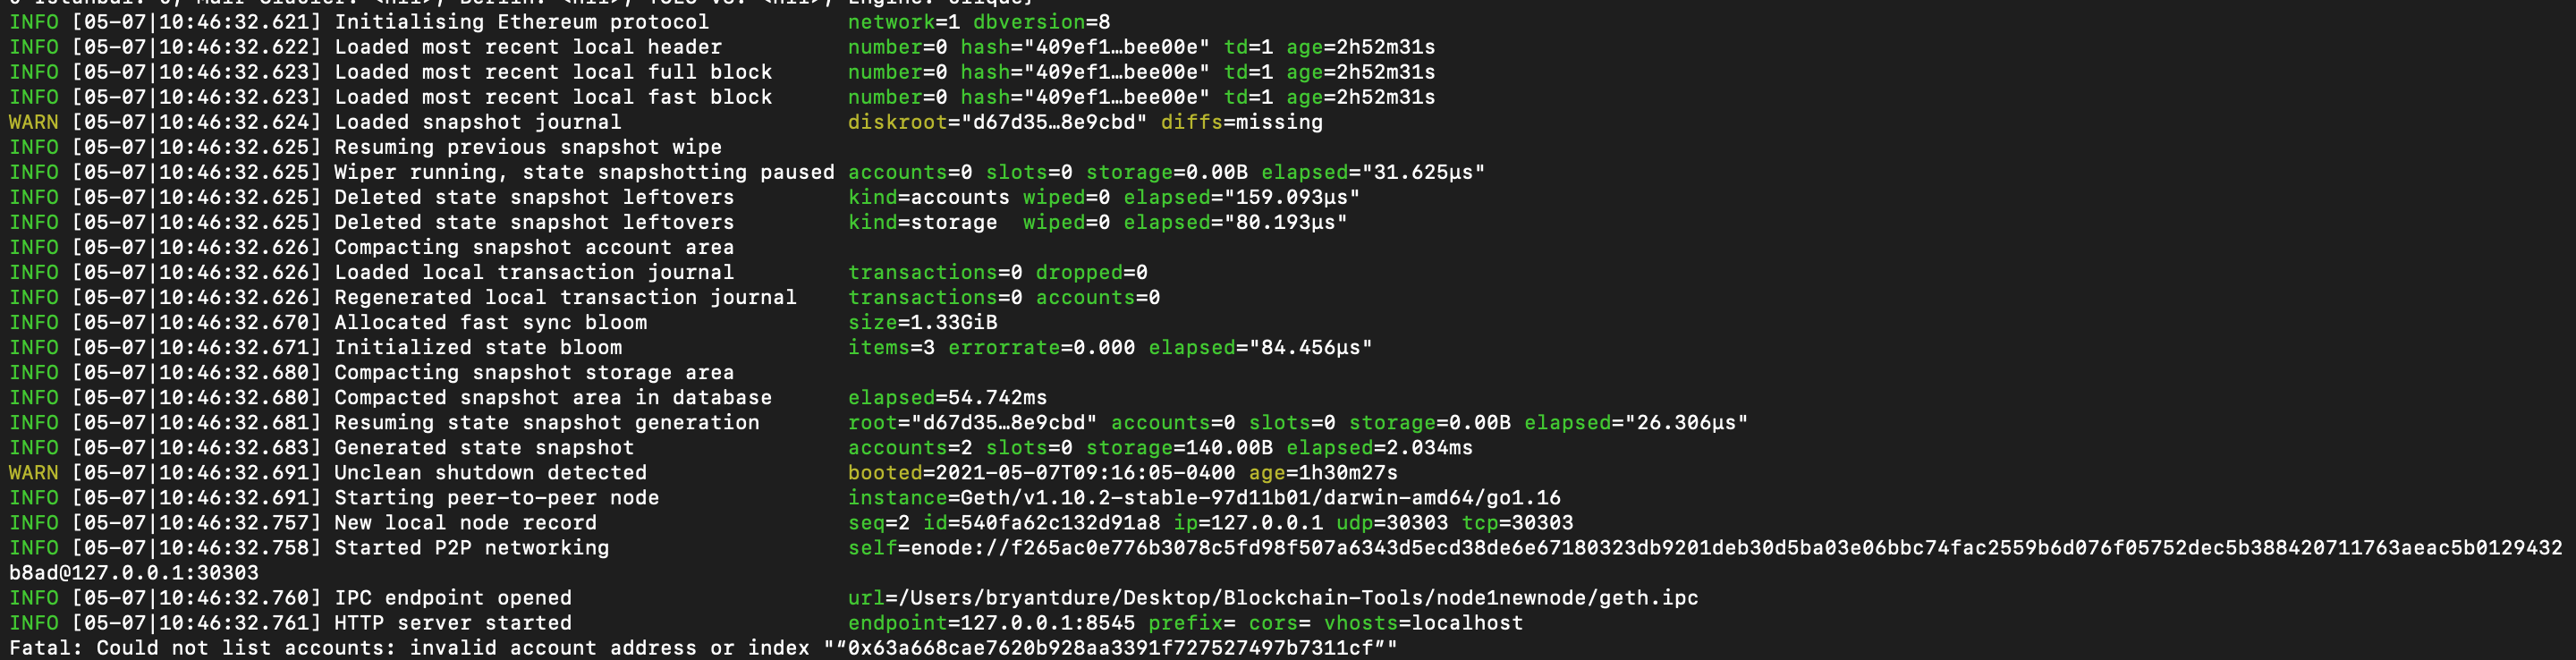 INFO [05-07|10:46:32.621] Initialising Ethereum protocol network=1 dbversion=8
INFO [05-07|10:46:32.622] Loaded most recent local header number=0 hash="409ef1…bee00e" td=1 age=2h52m31s
INFO [05-07|10:46:32.623] Loaded most recent local full block number=0 hash="409ef1…bee00e" td=1 age=2h52m31s
INFO [05-07|10:46:32.623] Loaded most recent local fast block number=0 hash="409ef1…bee00e" td=1 age=2h52m31s
WARN [05-07|10:46:32.624] Loaded snapshot journal diskroot="d67d35…8e9cbd" diffs=missing
INFO [05-07|10:46:32.625] Resuming previous snapshot wipe
INFO [05-07|10:46:32.625] Wiper running, state snapshotting paused accounts=0 slots=0 storage=0.00B elapsed="31.625µs"
INFO [05-07|10:46:32.625] Deleted state snapshot leftovers kind=accounts wiped=0 elapsed="159.093µs"
INFO [05-07|10:46:32.625] Deleted state snapshot leftovers kind=storage wiped=0 elapsed="80.193µs"
INFO [05-07|10:46:32.626] Compacting snapshot account area
INFO [05-07|10:46:32.626] Loaded local transaction journal transactions=0 dropped=0
INFO [05-07|10:46:32.626] Regenerated local transaction journal transactions=0 accounts=0
INFO [05-07|10:46:32.670] Allocated fast sync bloom size=1.33GiB
INFO [05-07|10:46:32.671] Initialized state bloom items=3 errorrate=0.000 elapsed="84.456µs"
INFO [05-07|10:46:32.680] Compacting snapshot storage area
INFO [05-07|10:46:32.680] Compacted snapshot area in database elapsed=54.742ms
INFO [05-07|10:46:32.681] Resuming state snapshot generation root="d67d35…8e9cbd" accounts=0 slots=0 storage=0.00B elapsed="26.306µs"
INFO [05-07|10:46:32.683] Generated state snapshot accounts=2 slots=0 storage=140.00B elapsed=2.034ms
WARN [05-07|10:46:32.691] Unclean shutdown detected booted=2021-05-07T09:16:05-0400 age=1h30m27s
INFO [05-07|10:46:32.691] Starting peer-to-peer node instance=Geth/v1.10.2-stable-97d11b01/darwin-amd64/go1.16
INFO [05-07|10:46:32.757] New local node record seq=2 id=540fa62c132d91a8 ip=127.0.0.1 udp=30303 tcp=30303
INFO [05-07|10:46:32.758] Started P2P networking self=enode://f265ac0e776b3078c5fd98f507a6343d5ecd38de6e67180323db9201deb30d5ba03e06bbc74fac2559b6d076f05752dec5b388420711763aeac5b0129432
b8ad@127.0.0.1:30303
INFO [05-07|10:46:32.760] IPC endpoint opened url=/Users/bryantdure/Desktop/Blockchain-Tools/node1newnode/geth.ipc
INFO [05-07|10:46:32.761] HTTP server started endpoint=127.0.0.1:8545 prefix= cors= vhosts=localhost
Fatal: Could not list accounts: invalid account address or index "“0x63a668cae7620b928aa3391f727527497b7311cf”"